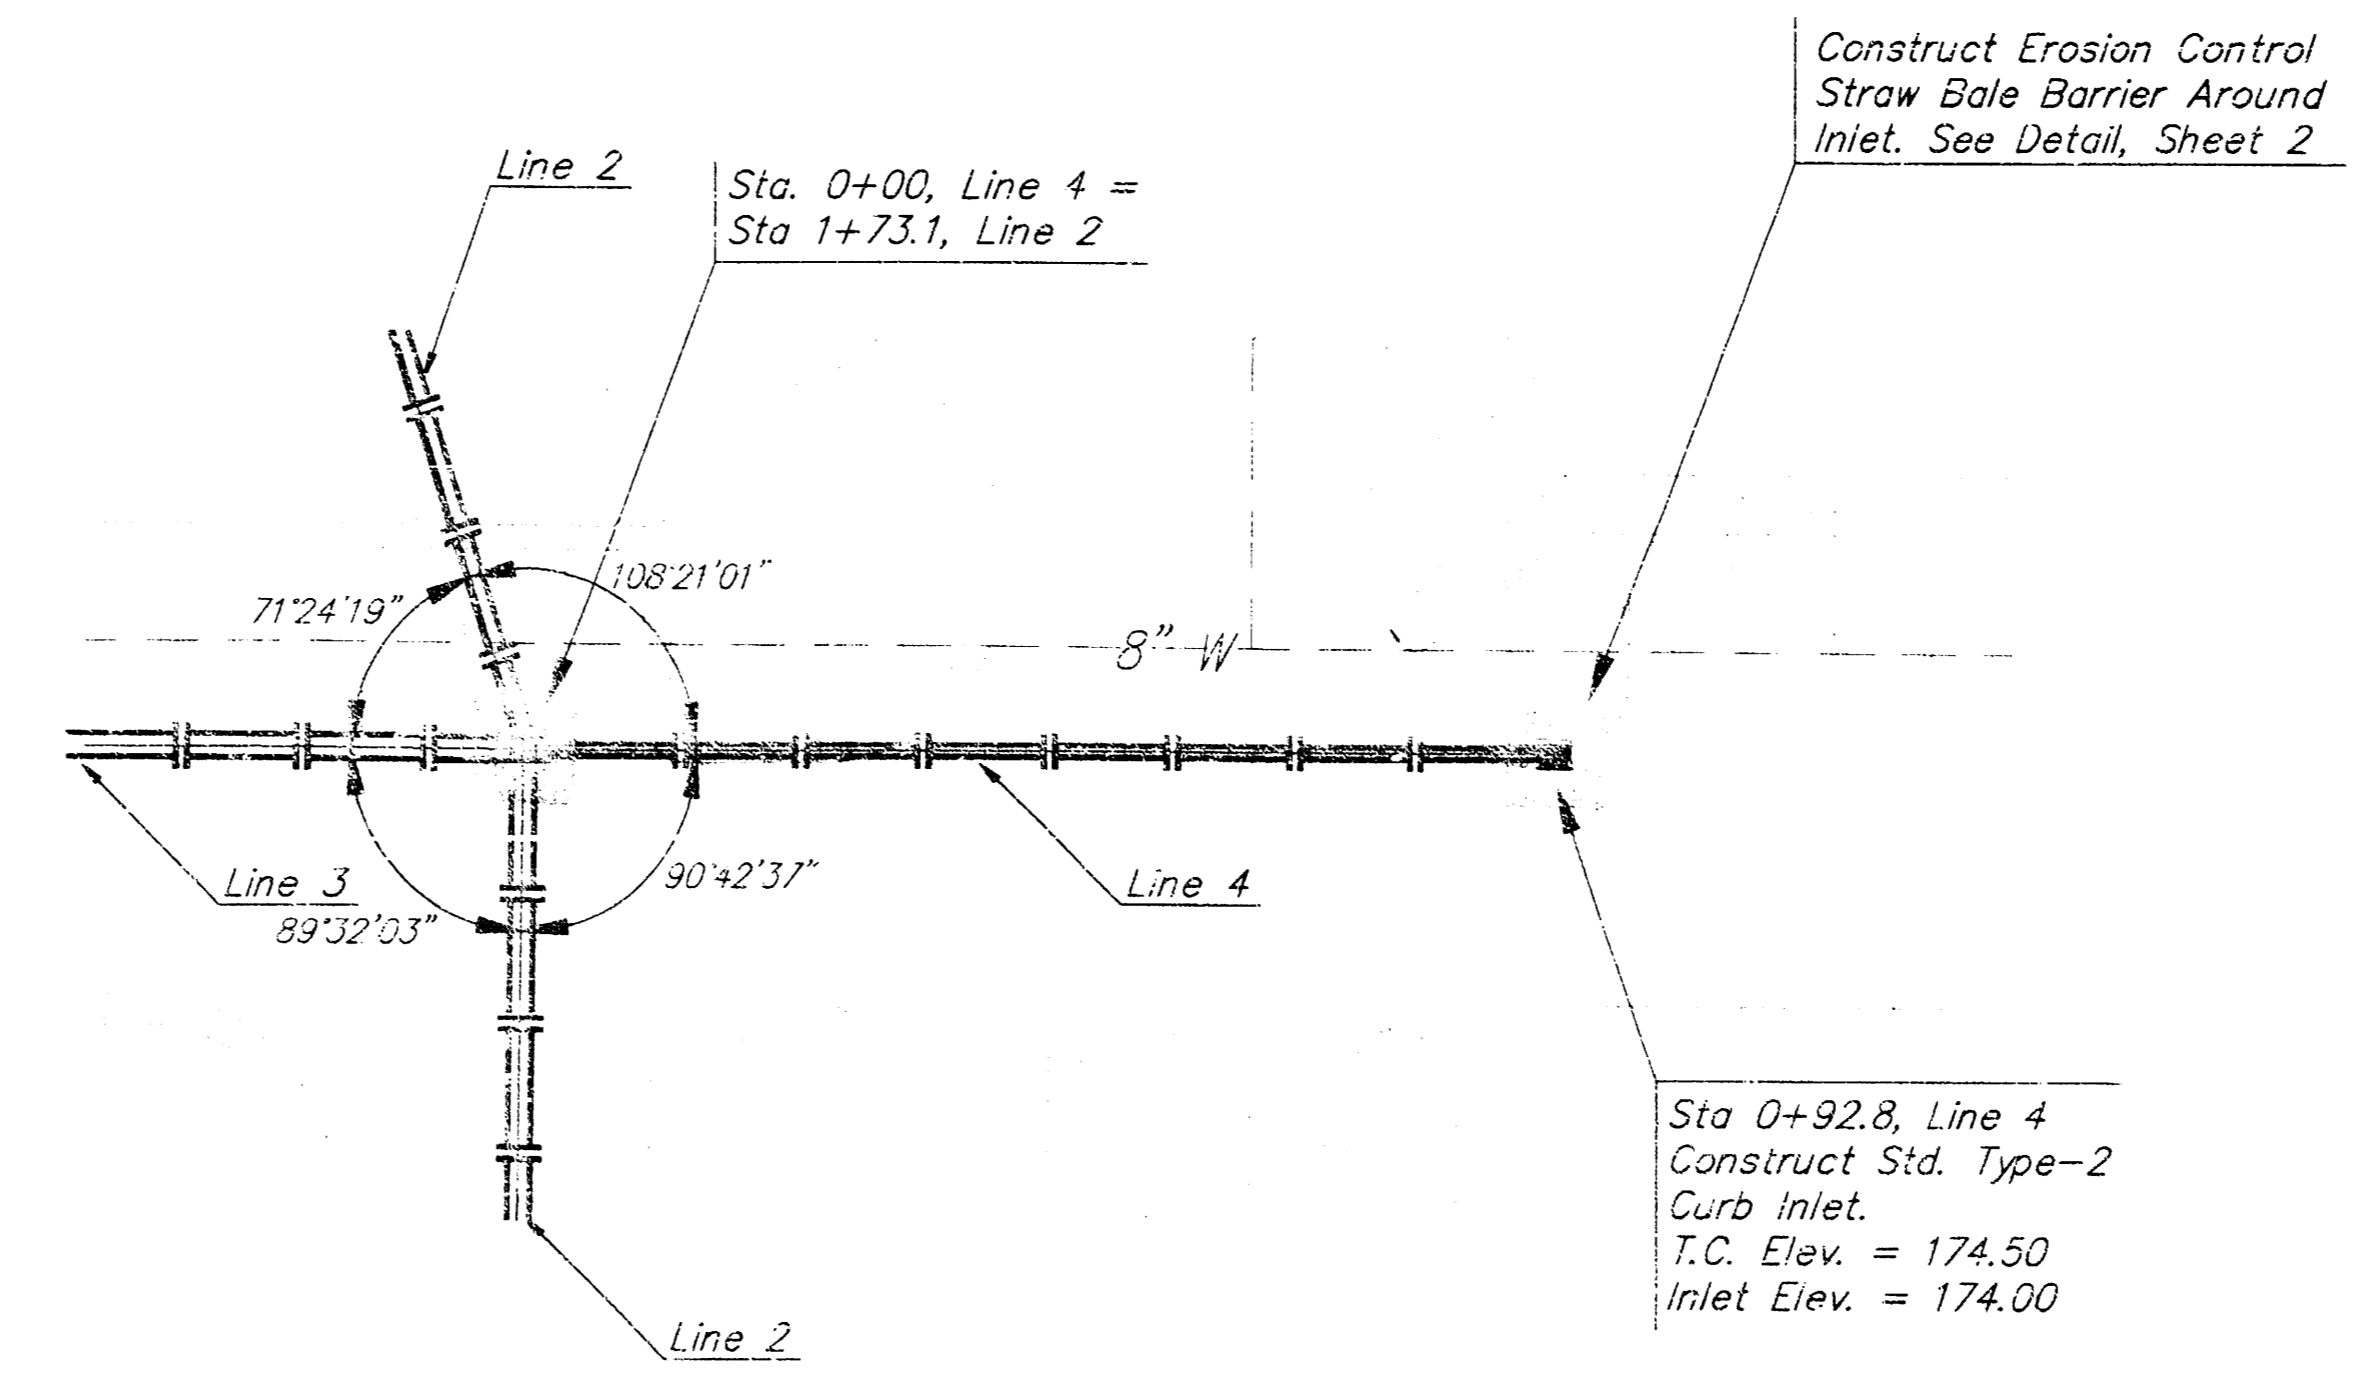 Construct Erosion Control
Straw Bale Barrier Around
Inlet. See Detail, Sheet 2
Line 2
Sta. 0+00, Line 4 =
Sta 1+73.1, Line 2
108°21'01"
71°24'19"
8" W
Line 3
89°32'03"
90°42'37"
Line 4
Sta 0+92.8, Line 4
Construct Std. Type-2
Curb Inlet.
T.C. Elev. = 174.50
Inlet Elev. = 174.00
Line 2